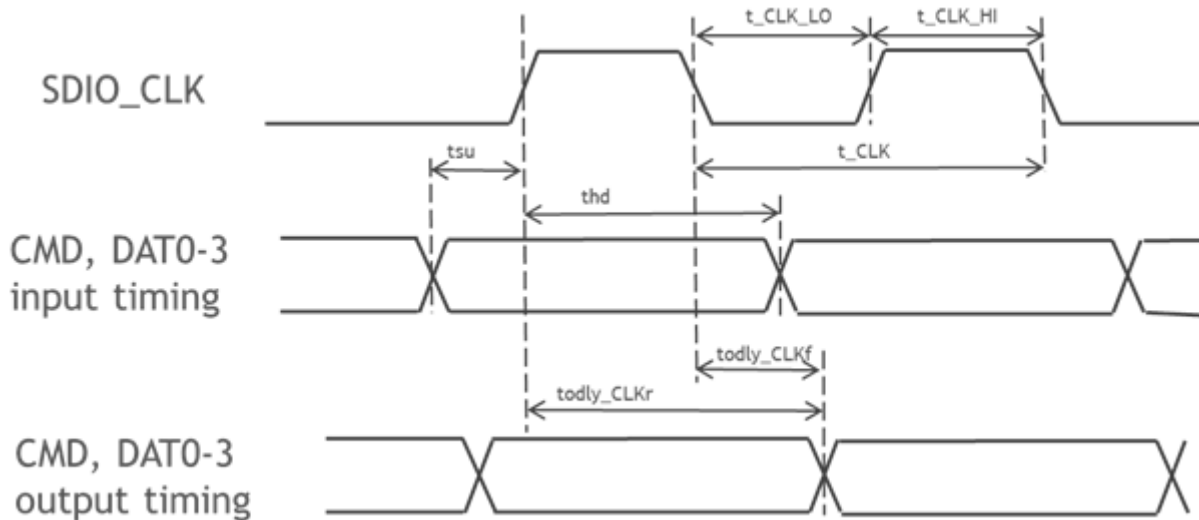 t_CLK_LO
t_CLK_HI
SDIO_CLK
tsu
t_CLK
thd
CMD, DAT0-3
input timing
todly_CLKf
todly_CLKr
CMD, DAT0-3
output timing